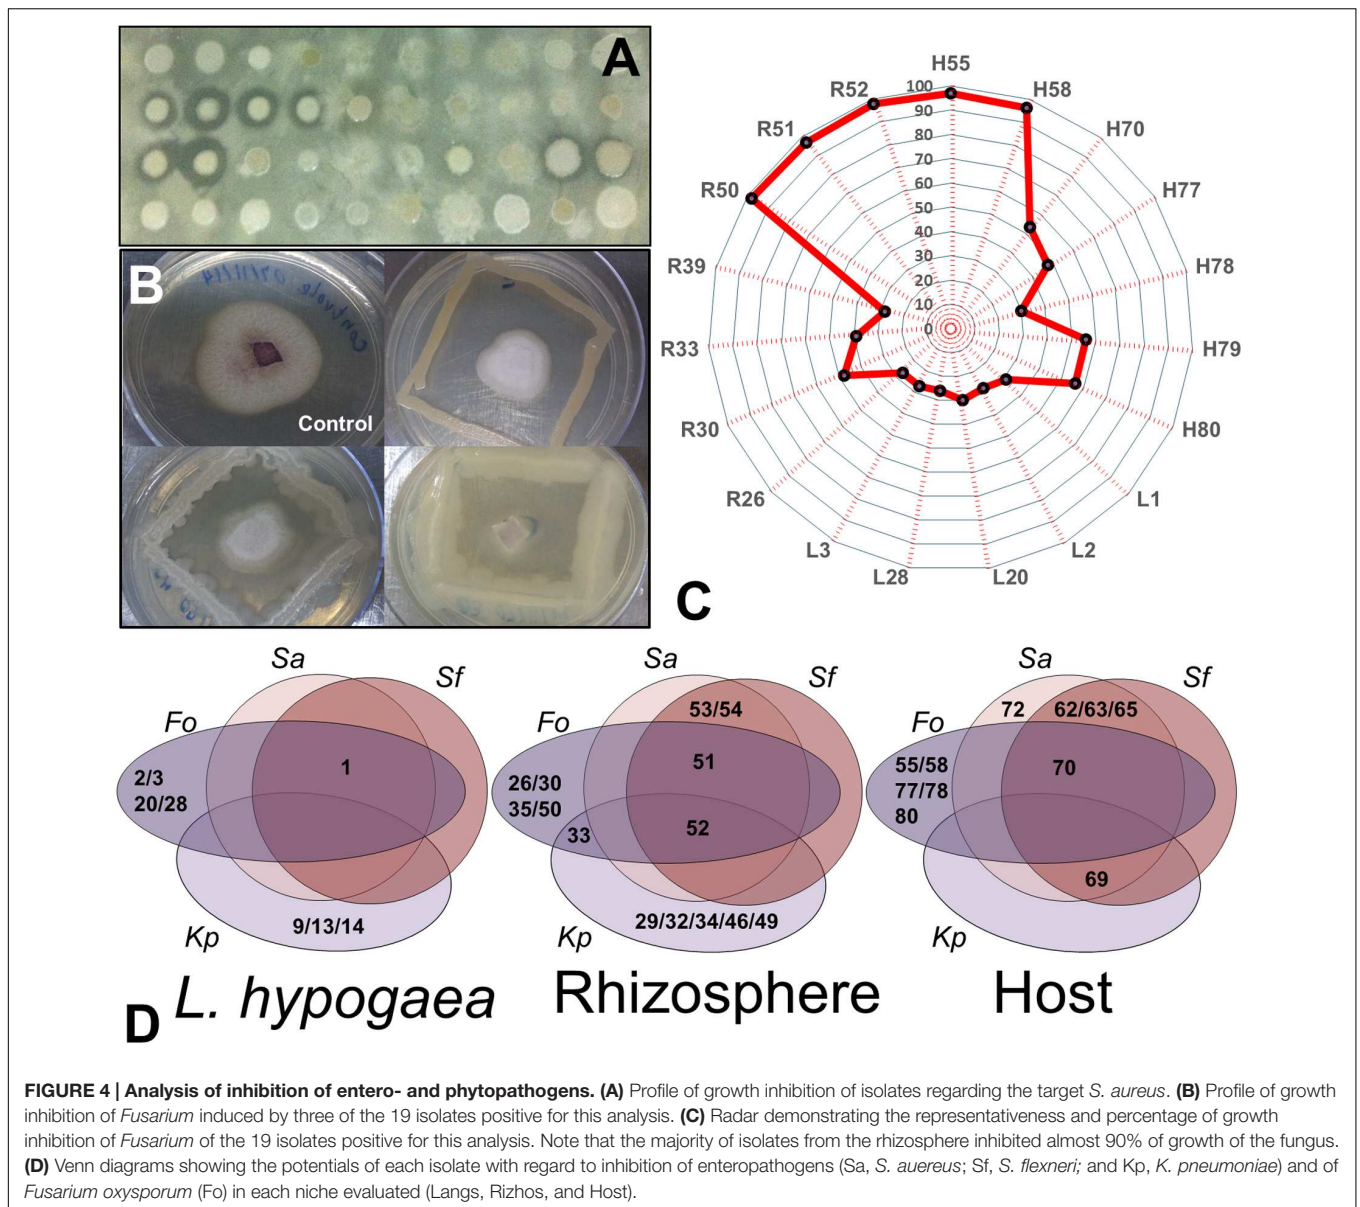 A
B
Control
Controle 07/11/14
C
H55
H58
H70
H77
H78
H79
H80
L1
L2
L20
L28
L3
R26
R30
R33
R39
R50
R51
R52
100
90
80
70
60
50
40
30
20
10
0
Sa
Sf
Fo
1
2/3
20/28
9/13/14
Kp
L. hypogaea
Sa
Sf
Fo
53/54
51
26/30
35/50
33
52
29/32/34/46/49
Kp
Rhizosphere
Sa
Sf
Fo
72
62/63/65
55/58
77/78
80
70
69
Kp
Host
D
FIGURE 4 | Analysis of inhibition of entero- and phytopathogens. (A) Profile of growth inhibition of isolates regarding the target S. aureus. (B) Profile of growth
inhibition of Fusarium induced by three of the 19 isolates positive for this analysis. (C) Radar demonstrating the representativeness and percentage of growth
inhibition of Fusarium of the 19 isolates positive for this analysis. Note that the majority of isolates from the rhizosphere inhibited almost 90% of growth of the fungus.
(D) Venn diagrams showing the potentials of each isolate with regard to inhibition of enteropathogens (Sa, S. auereus; Sf, S. flexneri; and Kp, K. pneumoniae) and of
Fusarium oxysporum (Fo) in each niche evaluated (Langs, Rizhos, and Host).